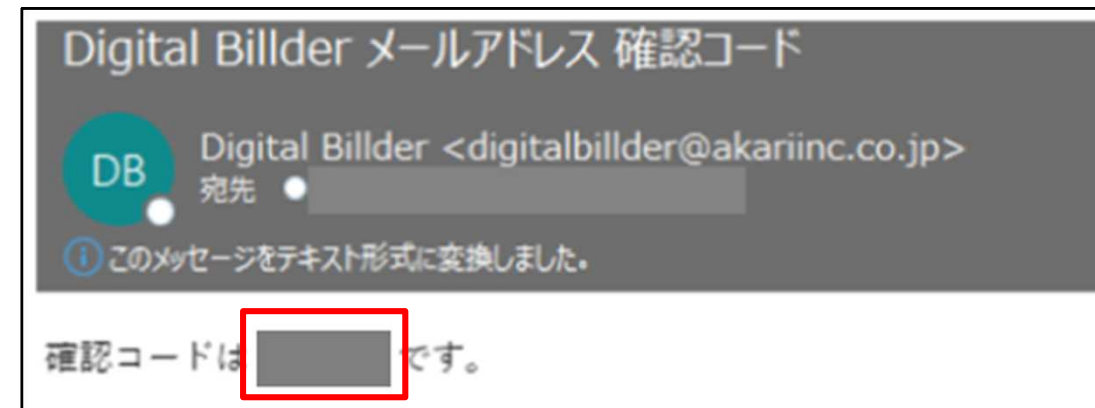 Digital Billder メールアドレス 確認コード
DB
Digital Billder <digitalbillder@akariinc.co.jp>
宛先
このメッセージをテキスト形式に変換しました。
確認コードは です。